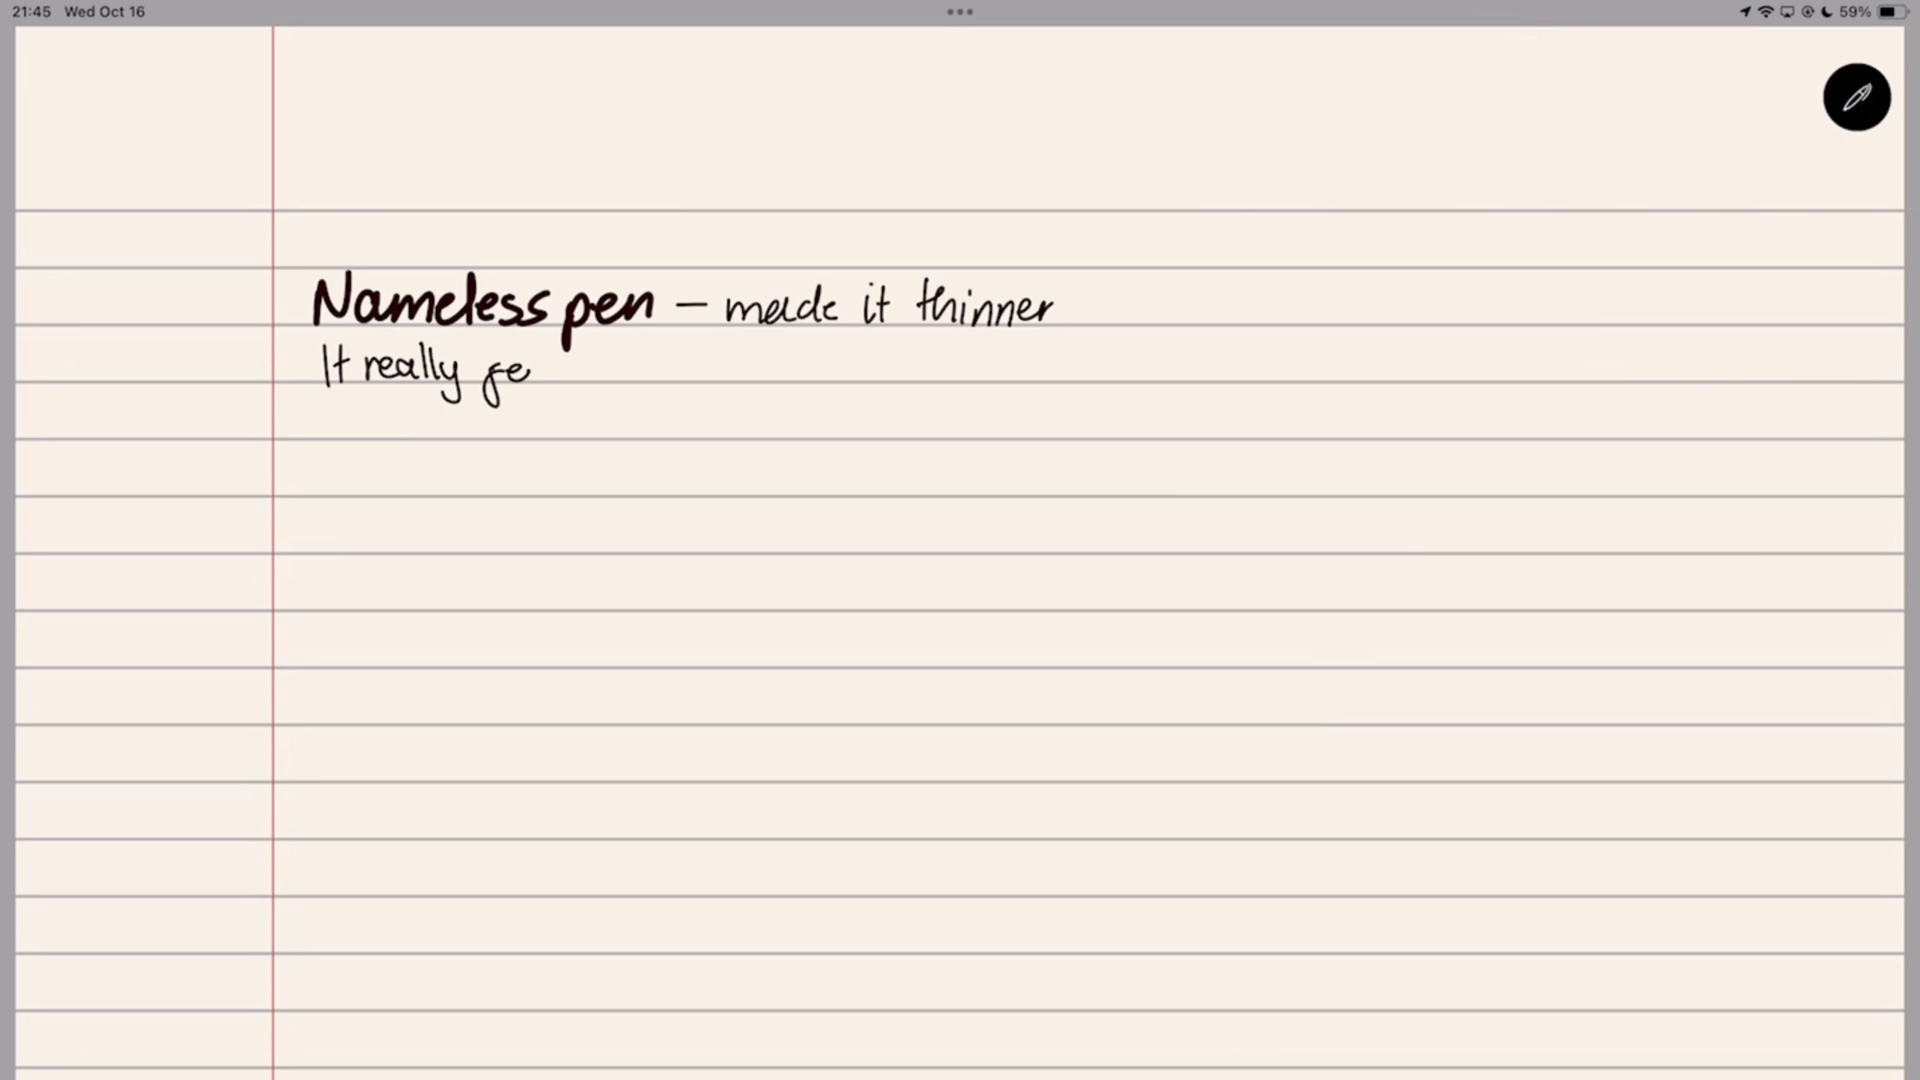 21:45 Wed Oct 16 59%
Nameless pen – made it thinner
It really fe